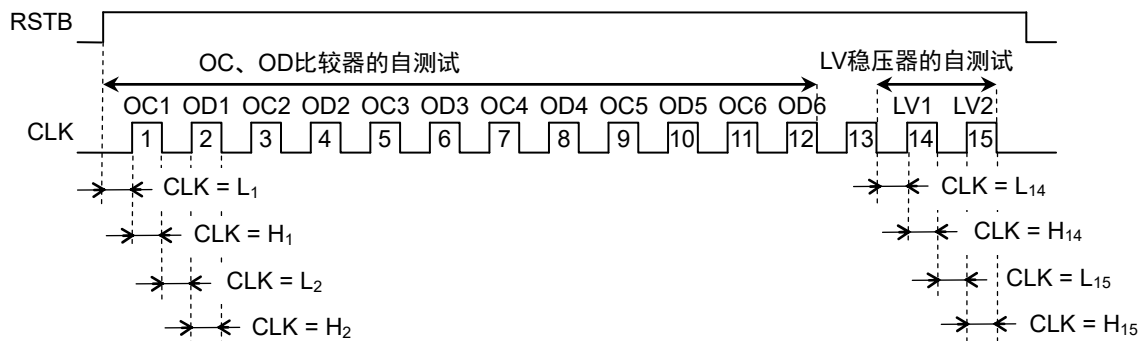 RSTB
OC、OD比较器的自测试
LV稳压器的自测试
OC1 OD1 OC2 OD2 OC3 OD3 OC4 OD4 OC5 OD5 OC6 OD6 LV1 LV2
CLK 1 2 3 4 5 6 7 8 9 10 11 12 13 14 15
CLK = L₁ CLK = L₁₄
CLK = H₁ CLK = H₁₄
CLK = L₂ CLK = L₁₅
CLK = H₂ CLK = H₁₅